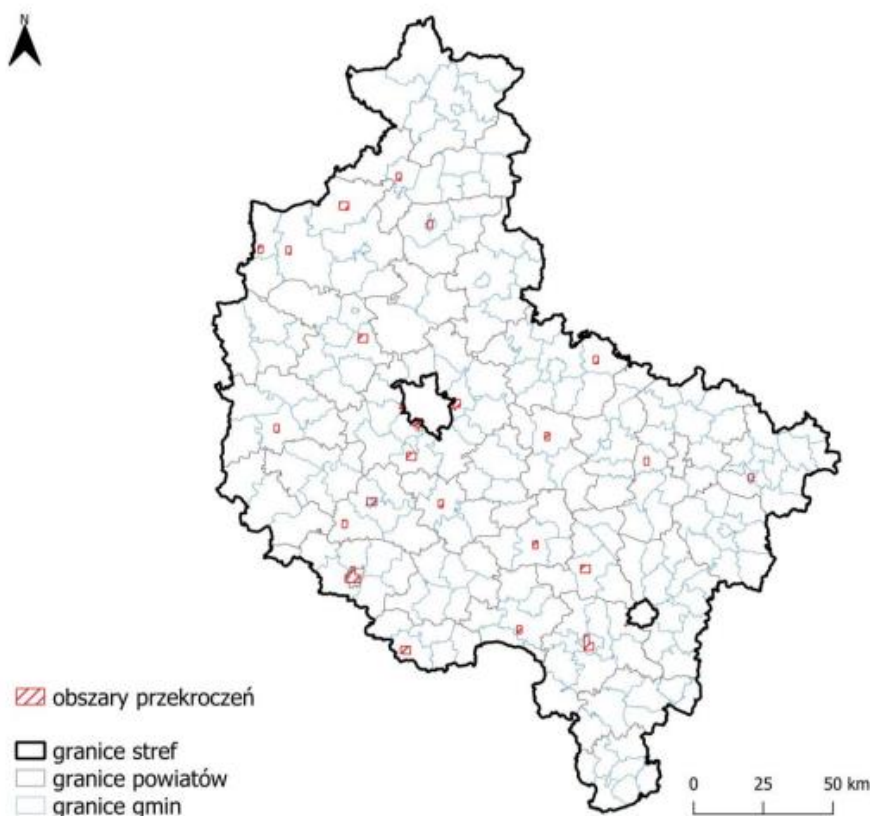 N
obszary przekroczeń
granice stref
granice powiatów
granice gmin
0 25 50 km